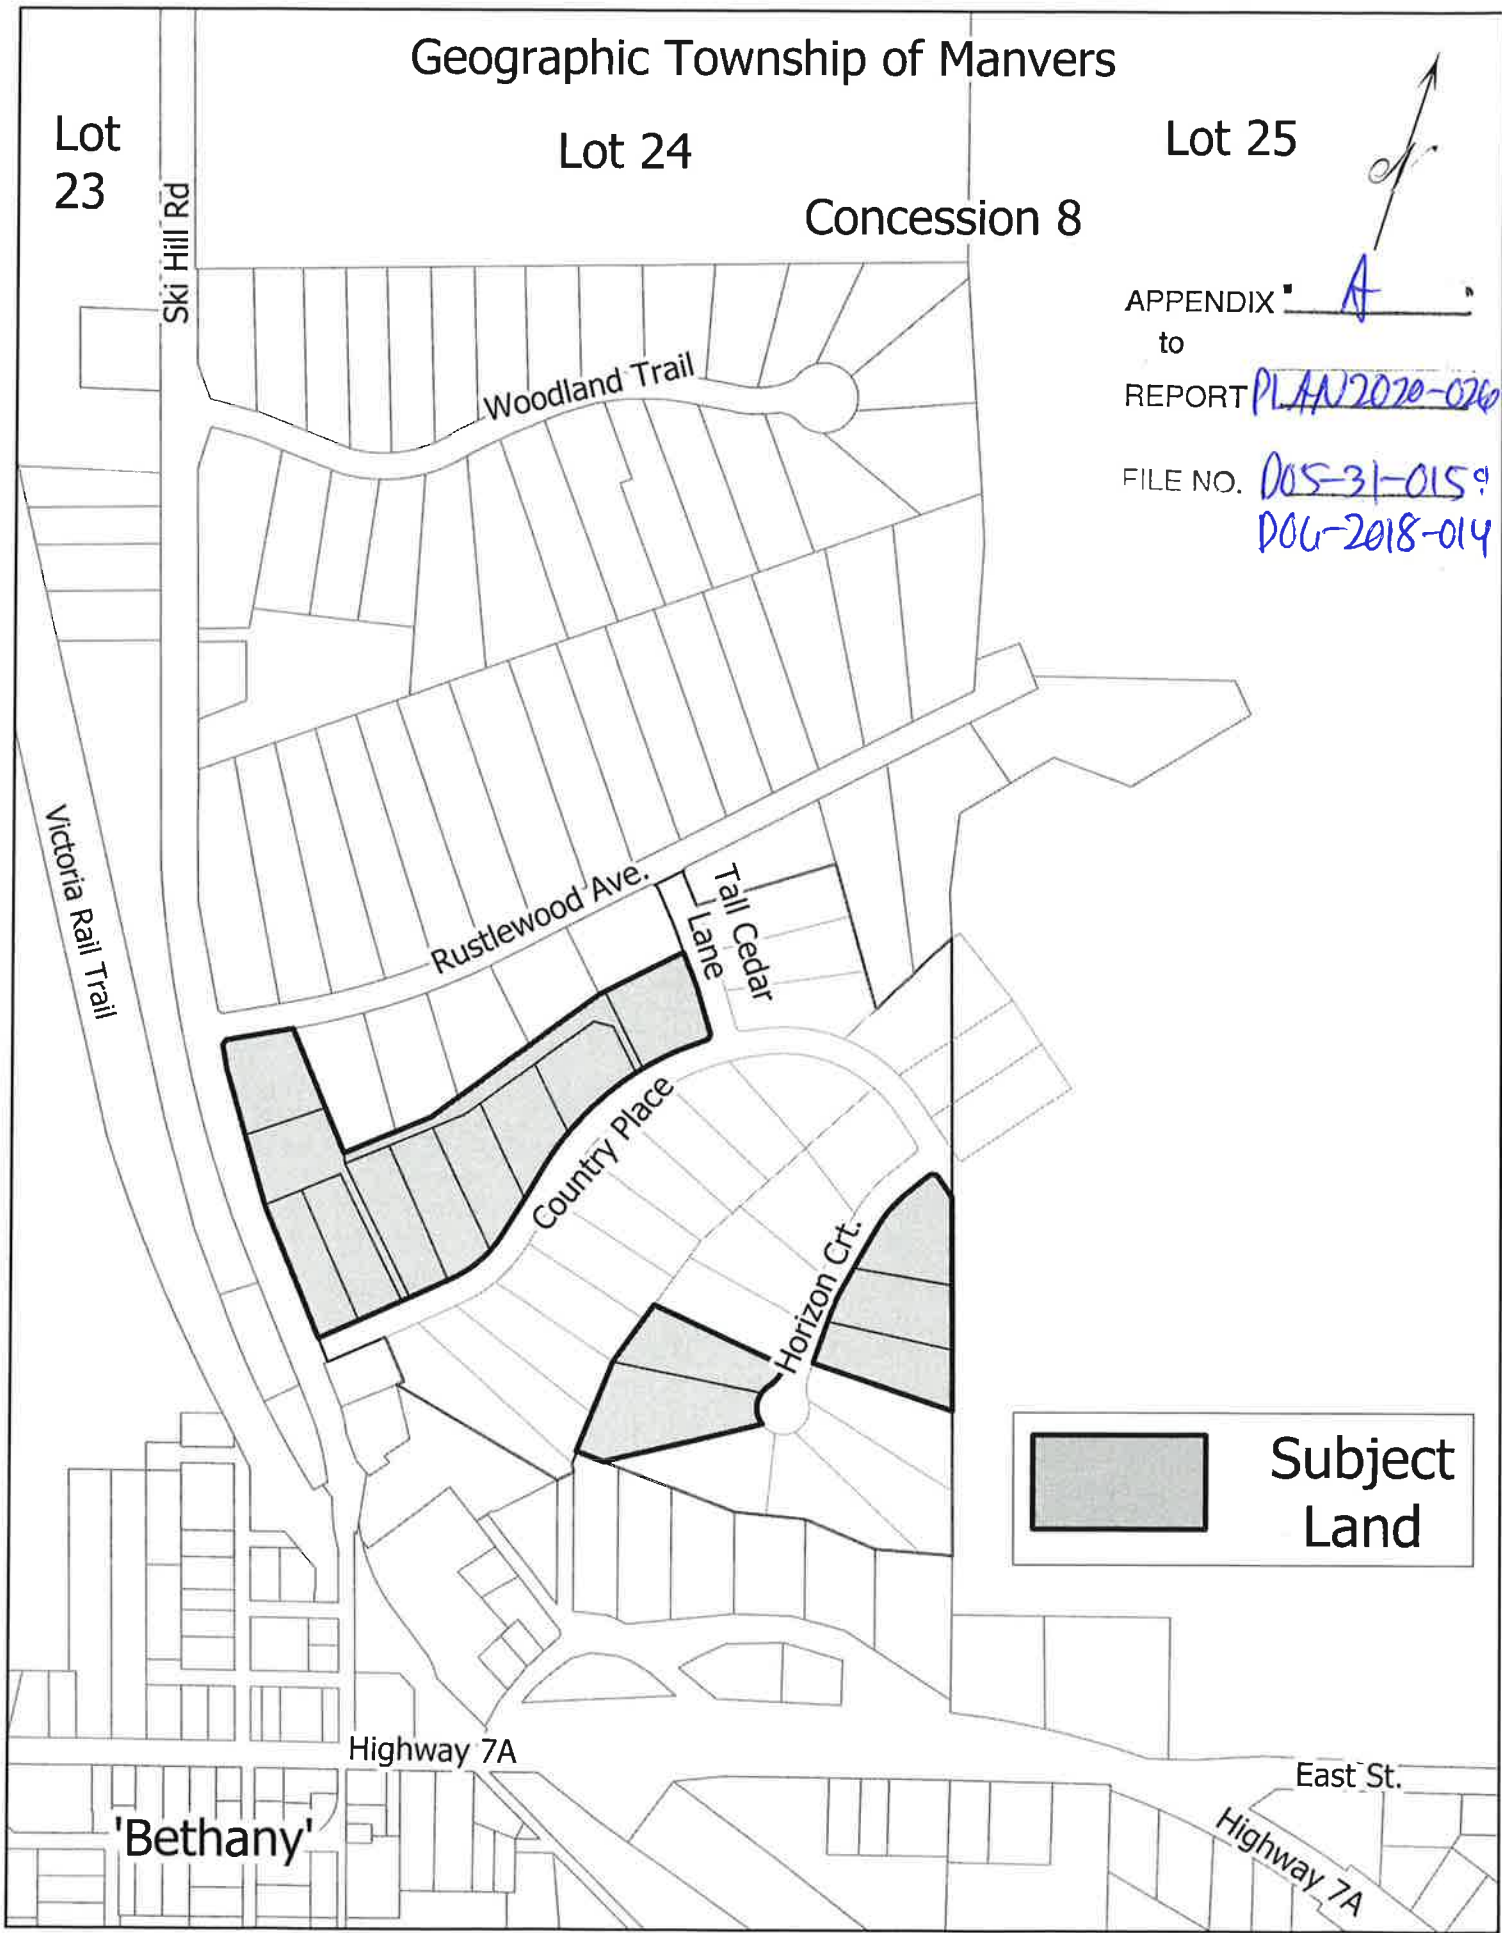 Geographic Township of Manvers
Lot
23
Lot 24
Lot 25
Concession 8
Ski Hill Rd
APPENDIX " A "
to
REPORT PLAN2020-026
FILE NO. D05-31-015 &
D06-2018-014
Woodland Trail
Victoria Rail Trail
Rustlewood Ave.
Tall Cedar
Lane
Country Place
Horizon Crt.
Subject
Land
Highway 7A
East St.
'Bethany'
Highway 7A